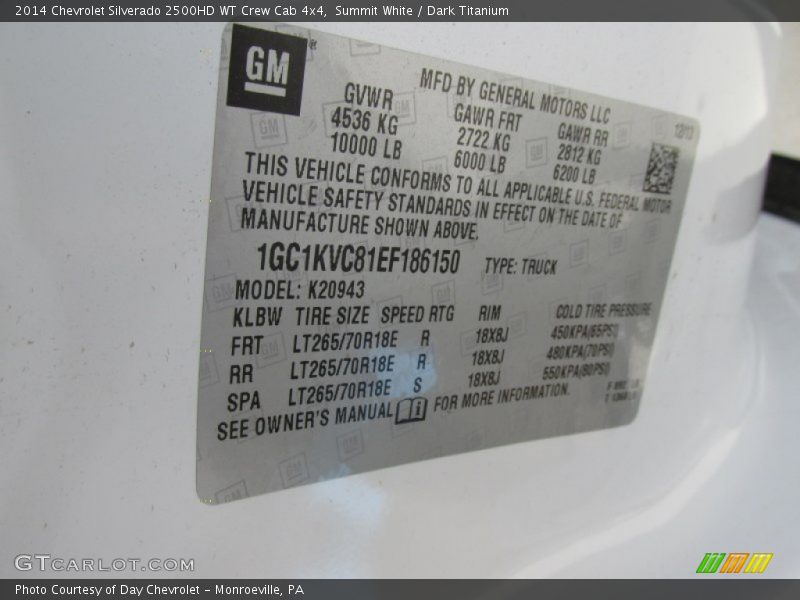 2014 Chevrolet Silverado 2500HD WT Crew Cab 4x4, Summit White / Dark Titanium
GM
MFD BY GENERAL MOTORS LLC
12/13
GVWR GAWR FRT GAWR RR
4536 KG 2722 KG 2812 KG
10000 LB 6000 LB 6200 LB
THIS VEHICLE CONFORMS TO ALL APPLICABLE U.S. FEDERAL MOTOR
VEHICLE SAFETY STANDARDS IN EFFECT ON THE DATE OF
MANUFACTURE SHOWN ABOVE.
1GC1KVC81EF186150 TYPE: TRUCK
MODEL: K20943
KLBW TIRE SIZE SPEED RTG RIM COLD TIRE PRESSURE
FRT LT265/70R18E R 18X8J 450KPA(65PSI)
RR LT265/70R18E R 18X8J 480KPA(70PSI)
SPA LT265/70R18E S 18X8J 550KPA(80PSI)
SEE OWNER'S MANUAL FOR MORE INFORMATION.
GTCARLOT.COM
Photo Courtesy of Day Chevrolet - Monroeville, PA